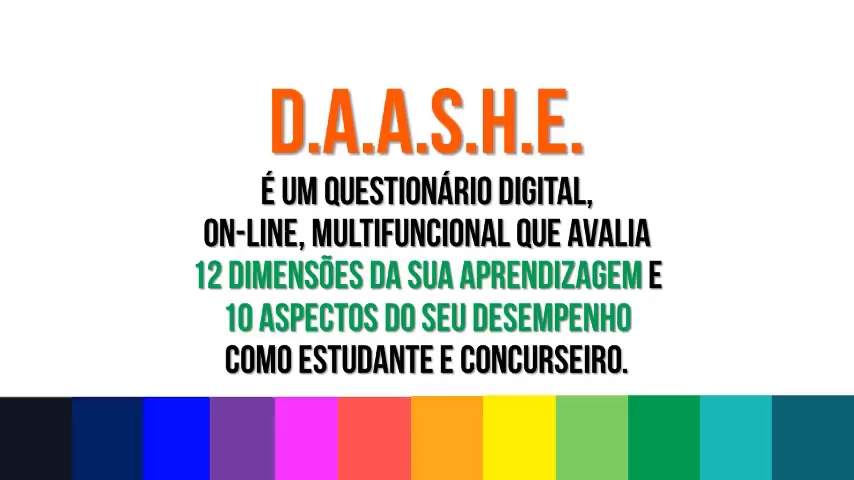 D.A.A.S.H.E.
É UM QUESTIONÁRIO DIGITAL,
ON-LINE, MULTIFUNCIONAL QUE AVALIA
12 DIMENSÕES DA SUA APRENDIZAGEM E
10 ASPECTOS DO SEU DESEMPENHO
COMO ESTUDANTE E CONCURSEIRO.